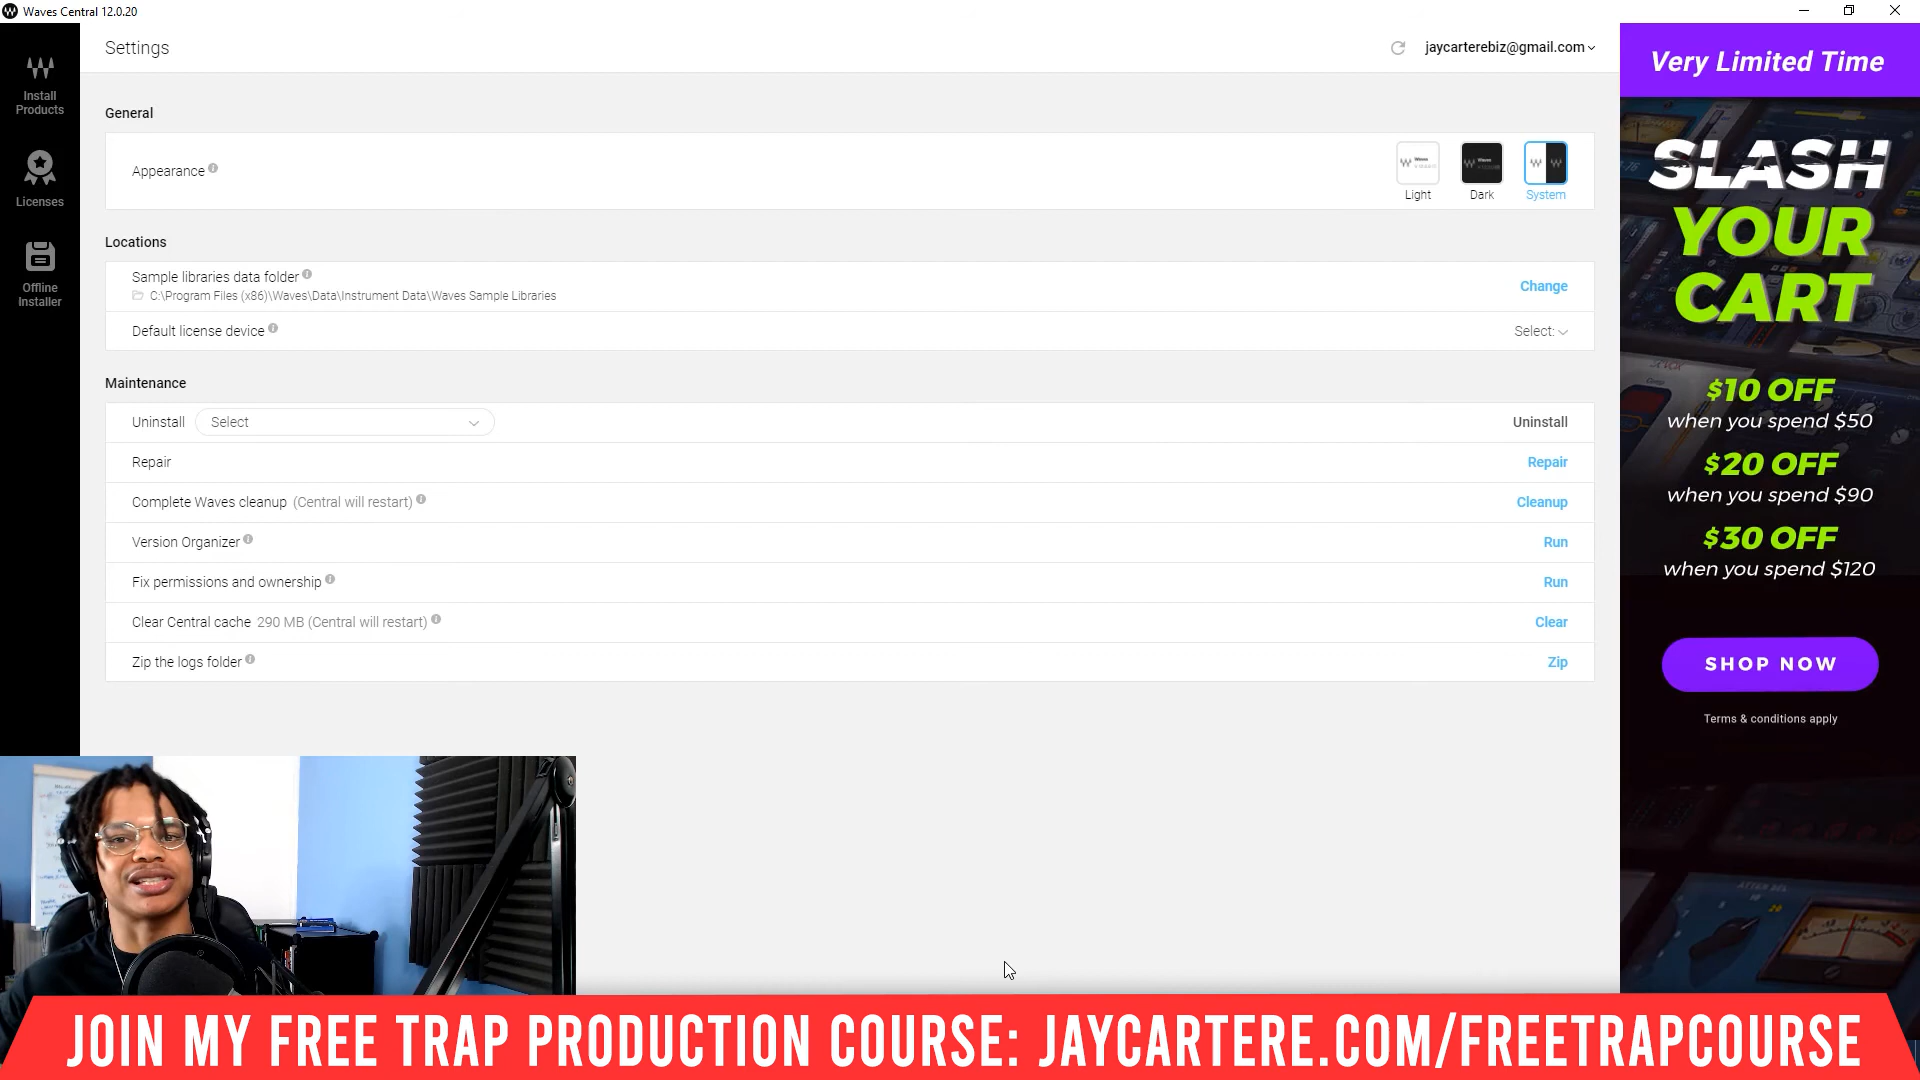 Waves Central 12.0.20
Install
Products
Licenses
Offline
Installer
Settings
jaycarterebiz@gmail.com
General
Appearance
Light
Dark
System
Locations
Sample libraries data folder
C:\Program Files (x86)\Waves\Data\Instrument Data\Waves Sample Libraries
Change
Default license device
Select:
Maintenance
Uninstall Select Uninstall
Repair Repair
Complete Waves cleanup (Central will restart) Cleanup
Version Organizer Run
Fix permissions and ownership Run
Clear Central cache 290 MB (Central will restart) Clear
Zip the logs folder Zip
Very Limited Time
SLASH
YOUR
CART
$10 OFF
when you spend $50
$20 OFF
when you spend $90
$30 OFF
when you spend $120
SHOP NOW
Terms & conditions apply
JOIN MY FREE TRAP PRODUCTION COURSE: JAYCARTERE.COM/FREETRAPCOURSE